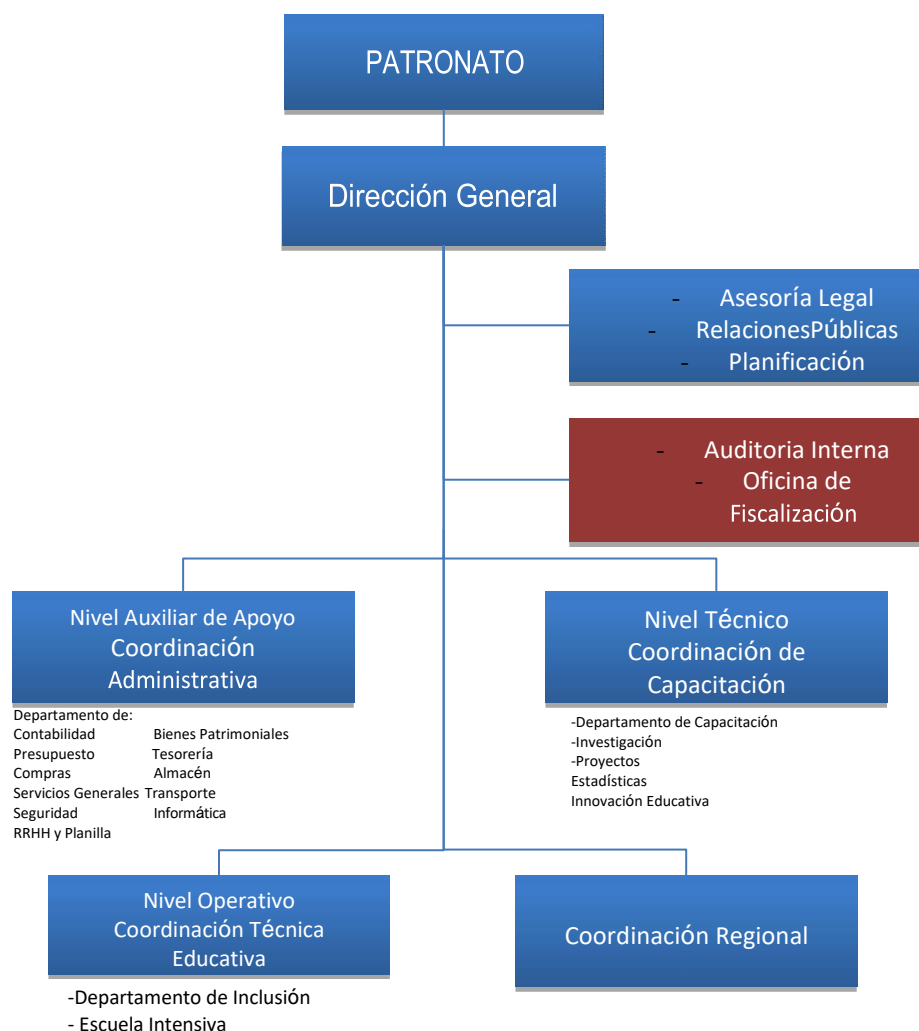 PATRONATO
Dirección General
- Asesoría Legal
- RelacionesPúblicas
- Planificación
- Auditoria Interna
- Oficina de
Fiscalización
Nivel Auxiliar de Apoyo
Coordinación
Administrativa
Departamento de:
Contabilidad Bienes Patrimoniales
Presupuesto Tesorería
Compras Almacén
Servicios Generales Transporte
Seguridad Informática
RRHH y Planilla
Nivel Técnico
Coordinación de
Capacitación
-Departamento de Capacitación
-Investigación
-Proyectos
Estadísticas
Innovación Educativa
Nivel Operativo
Coordinación Técnica
Educativa
-Departamento de Inclusión
- Escuela Intensiva
Coordinación Regional